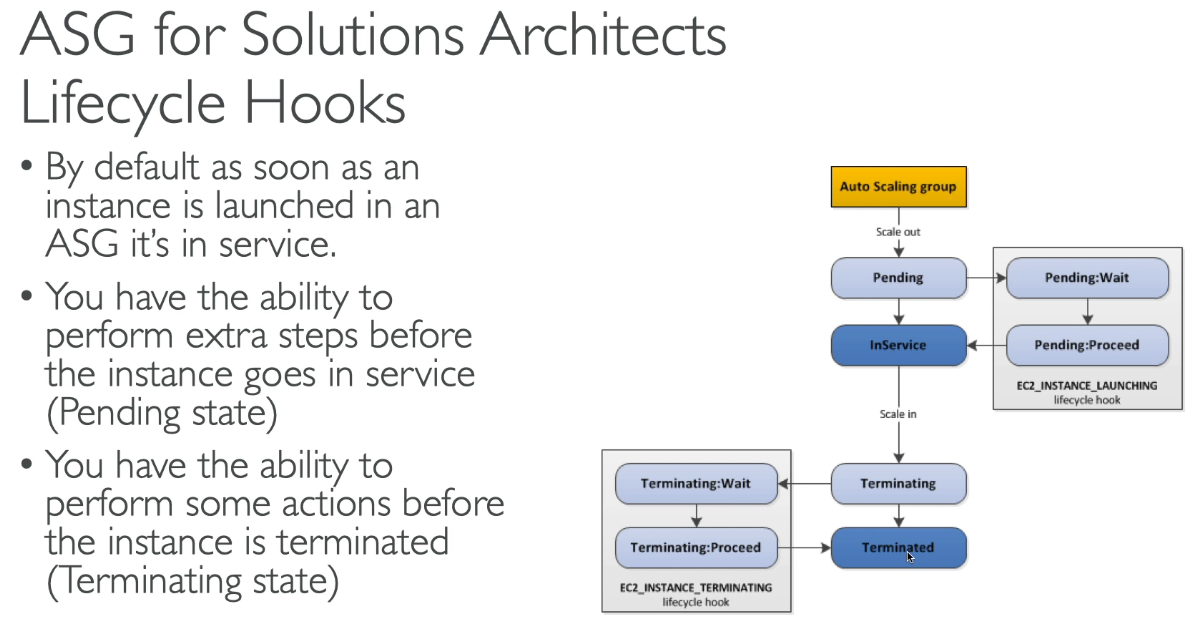 ASG for Solutions Architects
Lifecycle Hooks
• By default as soon as an
instance is launched in an
ASG it's in service.
• You have the ability to
perform extra steps before
the instance goes in service
(Pending state)
• You have the ability to
perform some actions before
the instance is terminated
(Terminating state)
Auto Scaling group
Scale out
Pending
Pending:Wait
InService
Pending:Proceed
EC2_INSTANCE_LAUNCHING
lifecycle hook
Scale in
Terminating:Wait
Terminating
Terminating:Proceed
Terminated
EC2_INSTANCE_TERMINATING
lifecycle hook